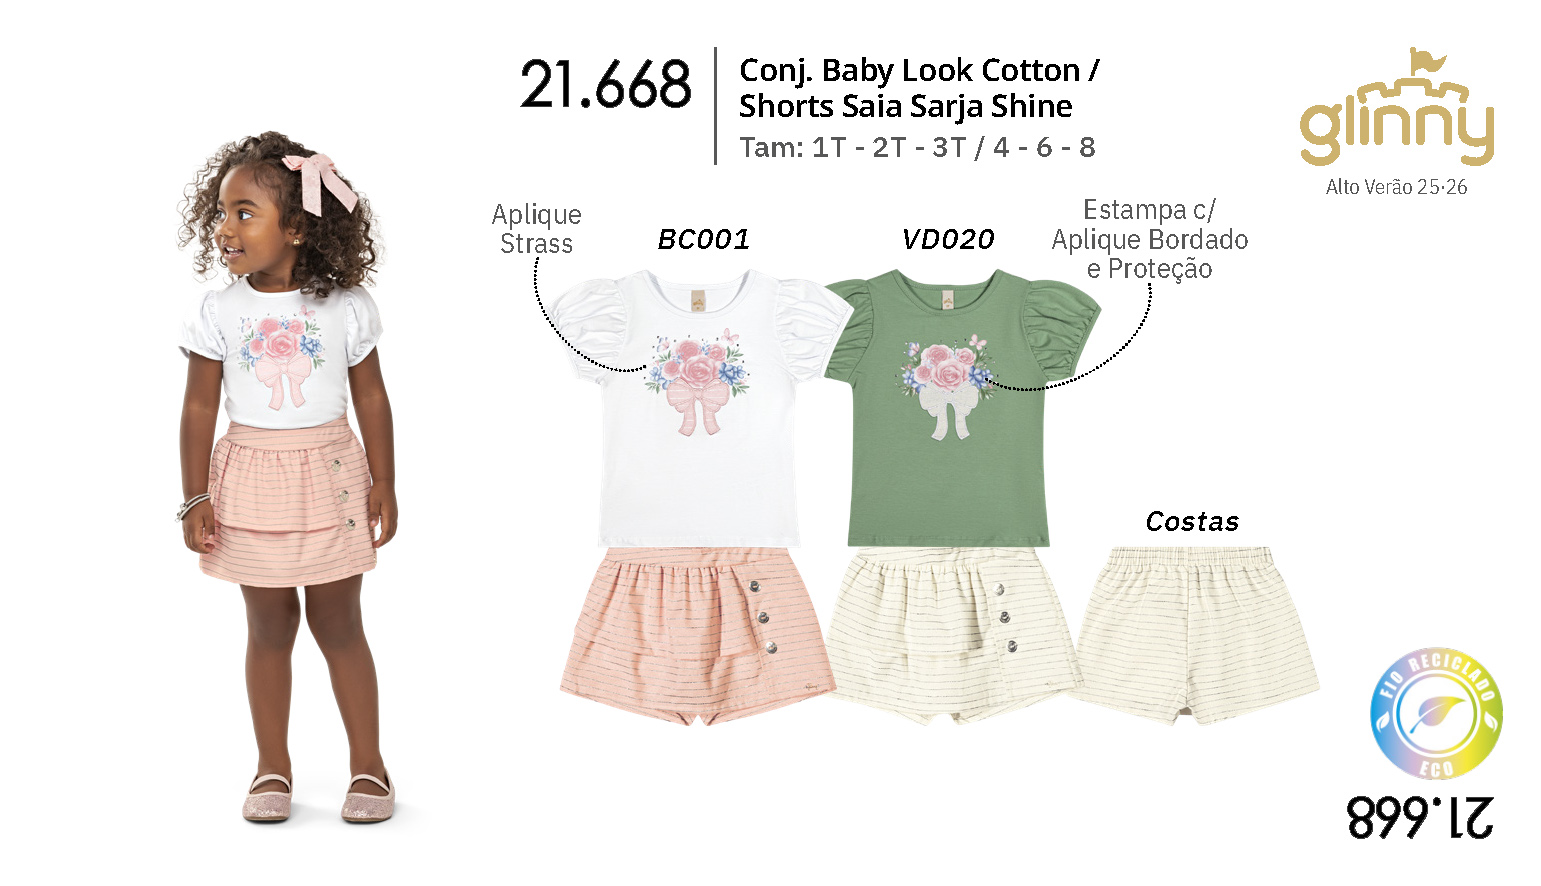 21.668
Conj. Baby Look Cotton /
Shorts Saia Sarja Shine
Tam: 1T - 2T - 3T / 4 - 6 - 8
glinny
Alto Verão 25·26
Aplique
Strass
BC001
VD020
Estampa c/
Aplique Bordado
e Proteção
Costas
FIO RECICLADO
ECO
21.668